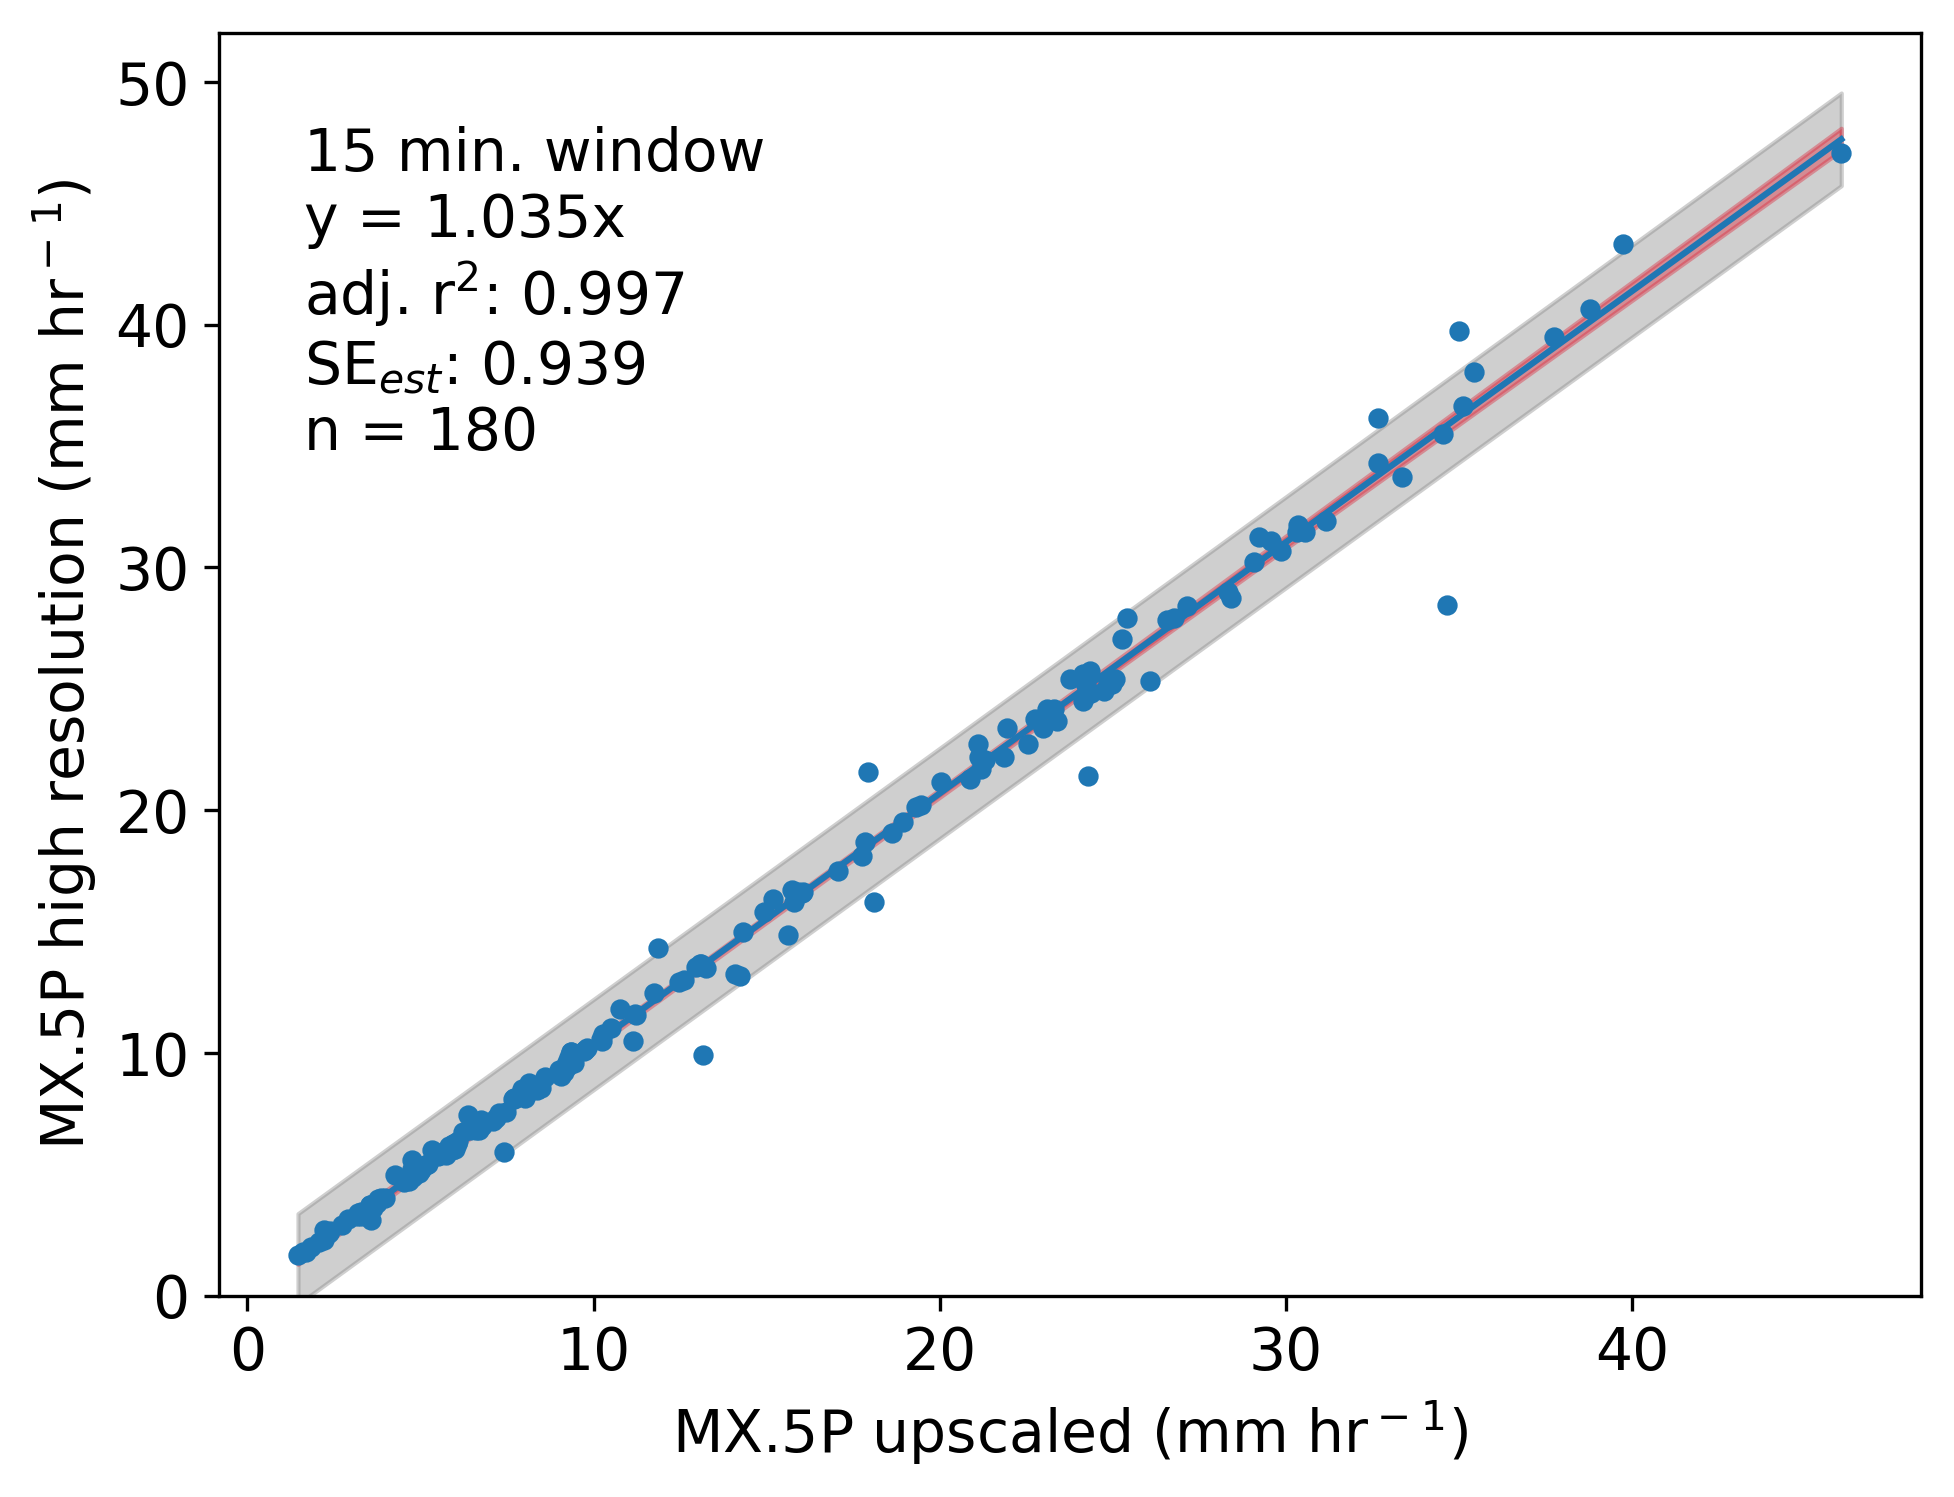 50
40
30
20
10
0
MX.5P high resolution (mm hr⁻¹)
15 min. window
y = 1.035x
adj. r²: 0.997
SEₑₛₜ: 0.939
n = 180
0 10 20 30 40
MX.5P upscaled (mm hr⁻¹)